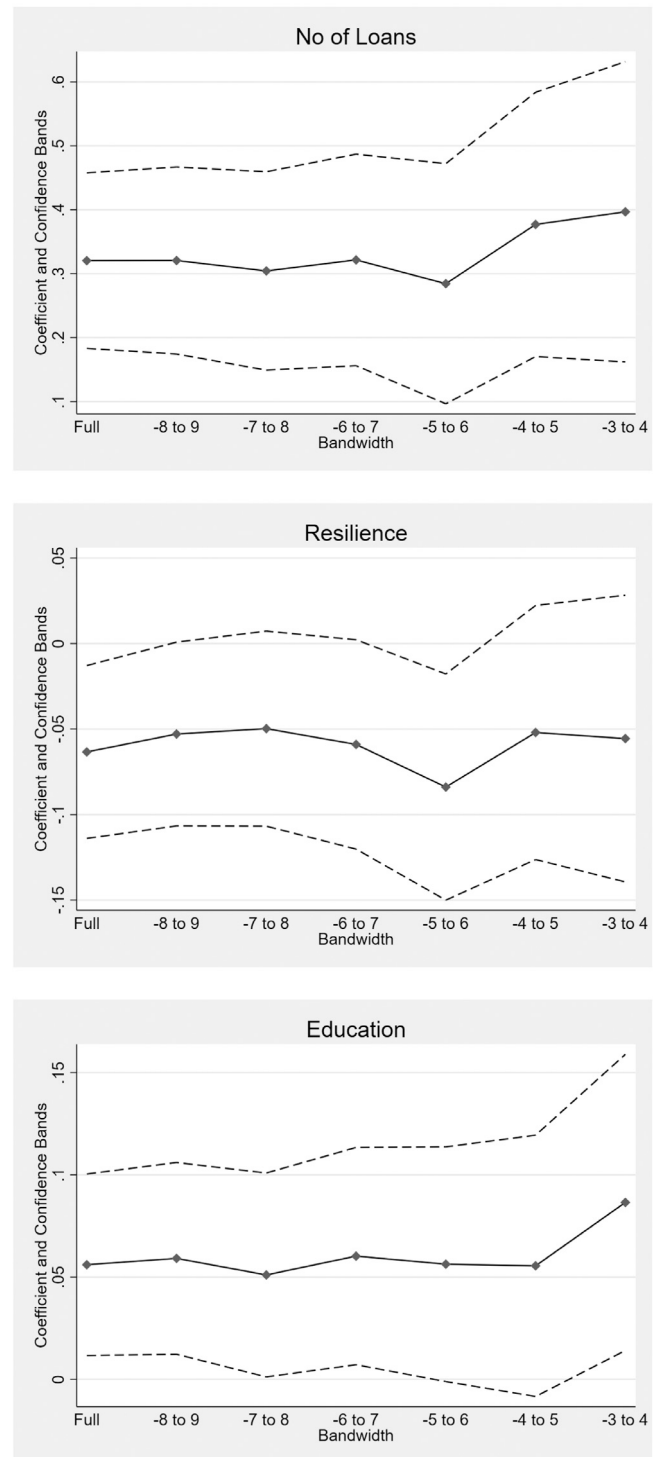 No of Loans
Coefficient and Confidence Bands
.6
.5
.4
.3
.2
.1
Full -8 to 9 -7 to 8 -6 to 7 -5 to 6 -4 to 5 -3 to 4
Bandwidth
Resilience
Coefficient and Confidence Bands
.05
0
-.05
-.1
-.15
Full -8 to 9 -7 to 8 -6 to 7 -5 to 6 -4 to 5 -3 to 4
Bandwidth
Education
Coefficient and Confidence Bands
.15
.1
.05
0
Full -8 to 9 -7 to 8 -6 to 7 -5 to 6 -4 to 5 -3 to 4
Bandwidth